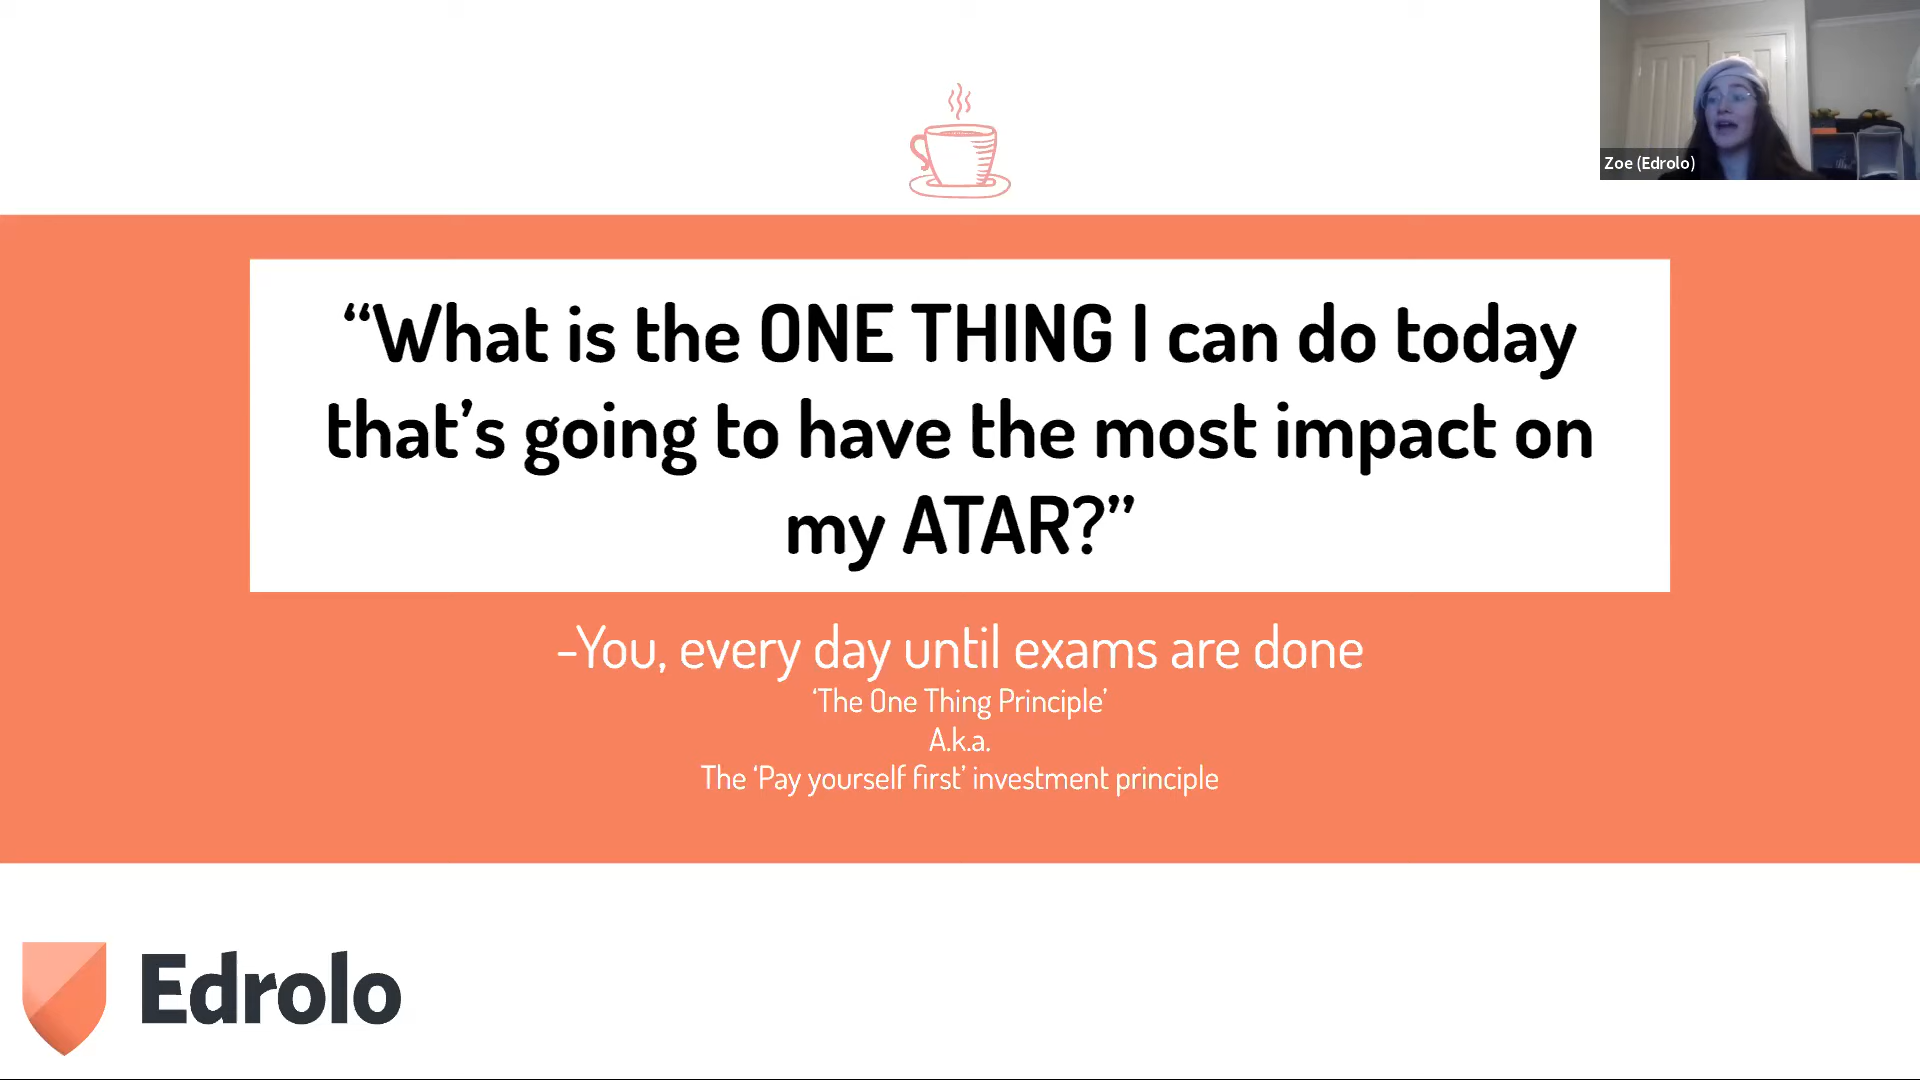 Zoe (Edrolo)
“What is the ONE THING I can do today
that’s going to have the most impact on
my ATAR?”
-You, every day until exams are done
‘The One Thing Principle’
A.k.a.
The ‘Pay yourself first’ investment principle
Edrolo